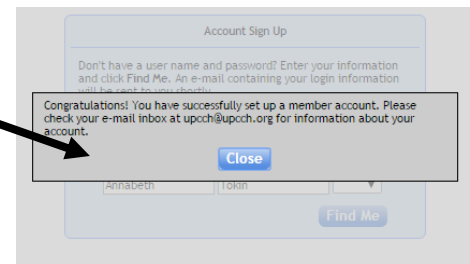 Account Sign Up
Don't have a user name and password? Enter your information
and click Find Me. An e-mail containing your login information
will be sent to you shortly.
Congratulations! You have successfully set up a member account. Please
check your e-mail inbox at upcch@upcch.org for information about your
account.
Close
Annabeth Tokin
Find Me